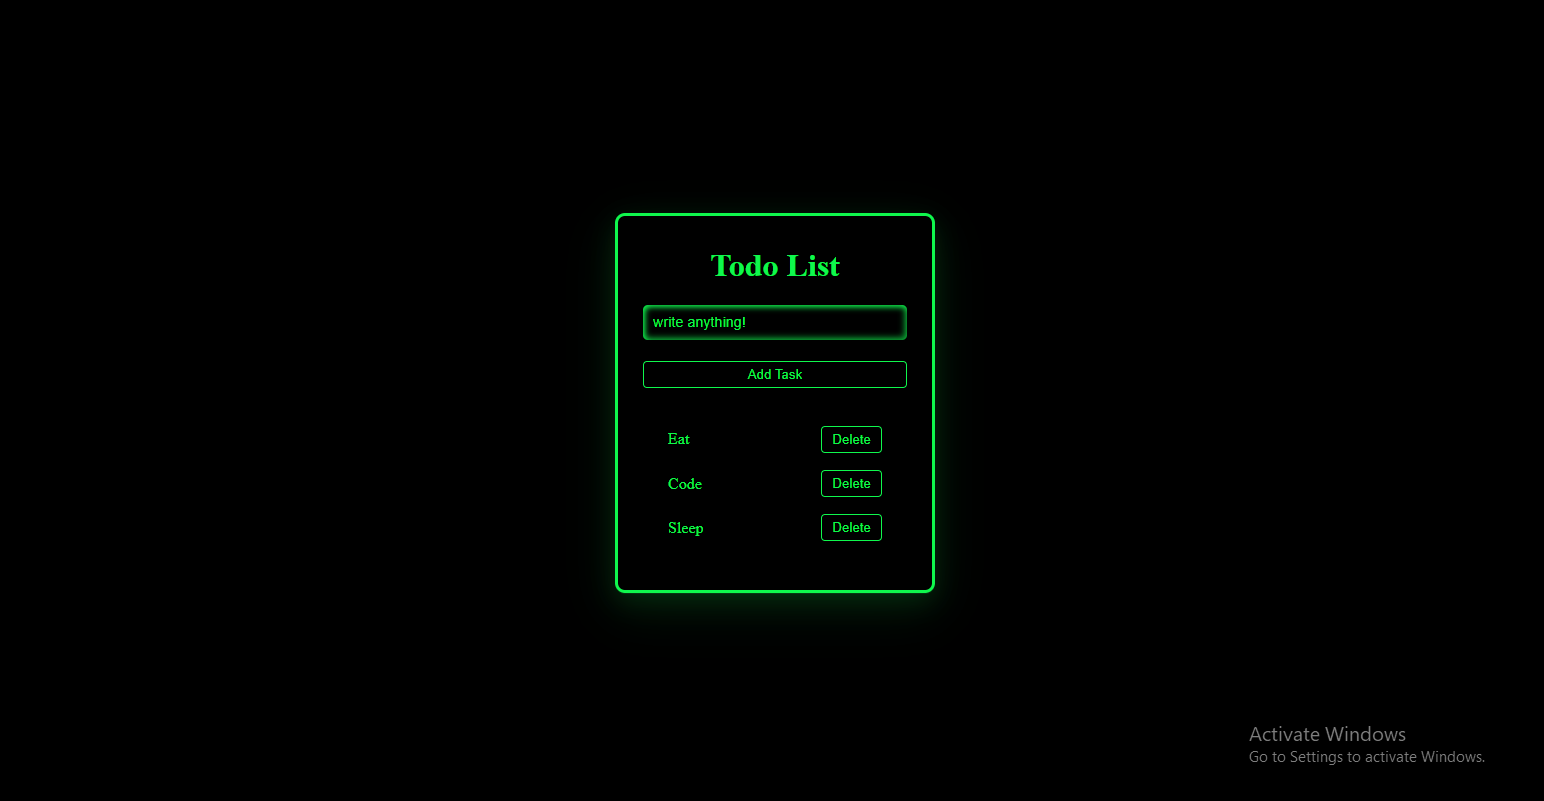 Todo List
write anything!
Add Task
Eat Delete
Code Delete
Sleep Delete
Activate Windows
Go to Settings to activate Windows.